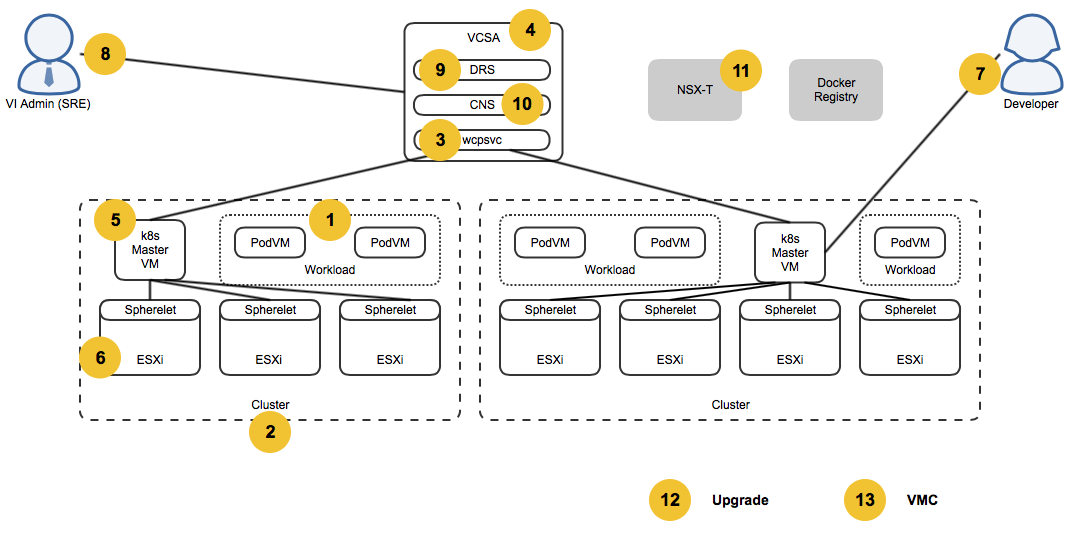 8
VI Admin (SRE)
4
VCSA
9
DRS
CNS
10
3
wcpsvc
11
NSX-T
Docker
Registry
7
Developer
5
k8s
Master
VM
1
PodVM
PodVM
Workload
Spherelet
Spherelet
Spherelet
6
ESXi
ESXi
ESXi
Cluster
2
PodVM
PodVM
Workload
k8s
Master
VM
PodVM
Workload
Spherelet
Spherelet
Spherelet
Spherelet
ESXi
ESXi
ESXi
ESXi
Cluster
12
Upgrade
13
VMC